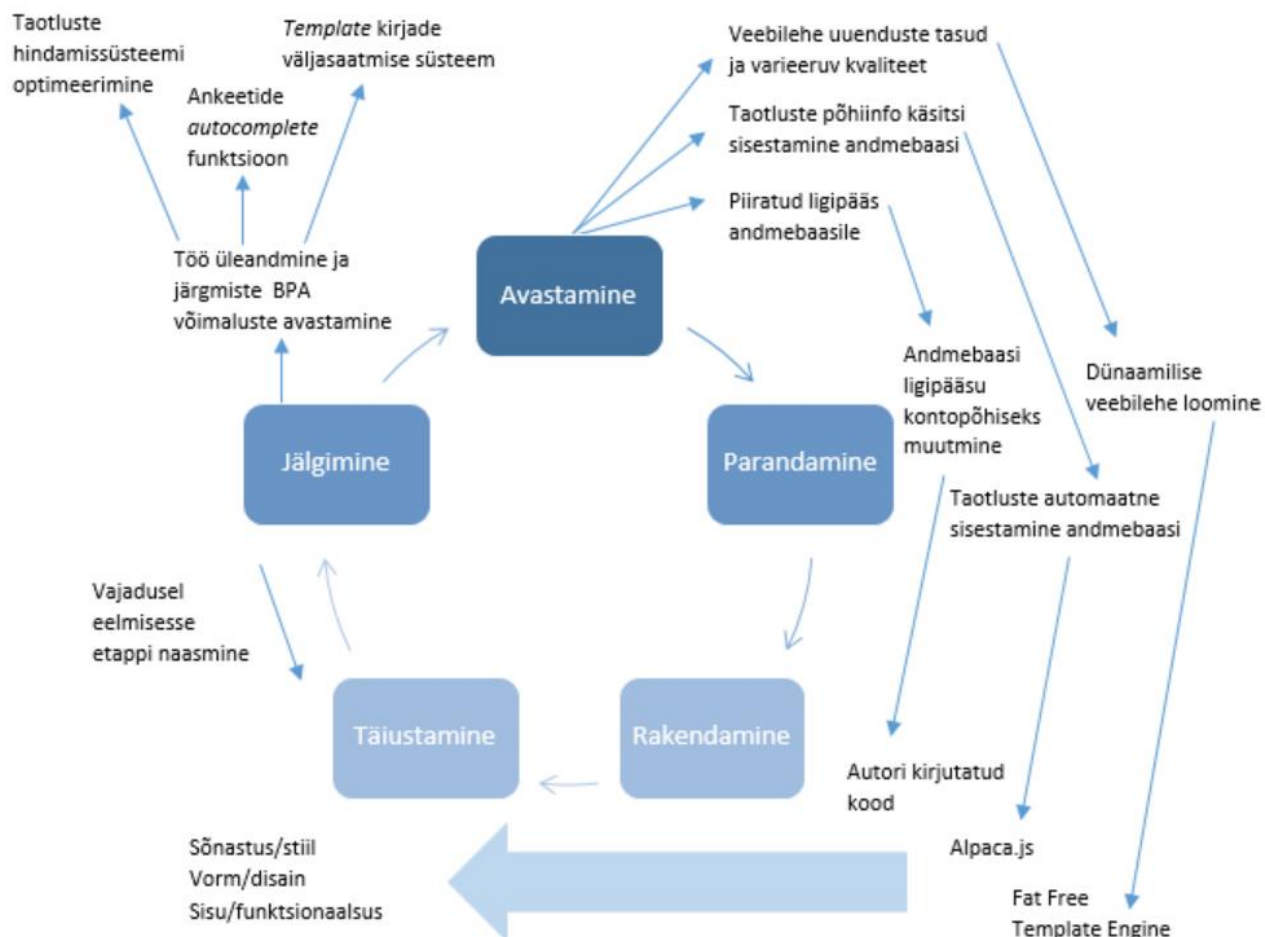 Taotluste
hindamissüsteemi
optimeerimine
Template kirjade
väljasaatmise süsteem
Ankeetide
autocomplete
funktsioon
Töö üleandmine ja
järgmiste BPA
võimaluste avastamine
Veebilehe uuenduste tasud
ja varieeruv kvaliteet
Taotluste põhiinfo käsitsi
sisestamine andmebaasi
Piiratud ligipääs
andmebaasile
Avastamine
Andmebaasi
ligipääsu
kontopõhiseks
muutmine
Dünaamilise
veebilehe loomine
Jälgimine
Parandamine
Taotluste automaatne
sisestamine andmebaasi
Vajadusel
eelmisesse
etappi naasmine
Täiustamine
Rakendamine
Autori kirjutatud
kood
Sõnastus/stiil
Vorm/disain
Sisu/funktsionaalsus
Alpaca.js
Fat Free
Template Engine